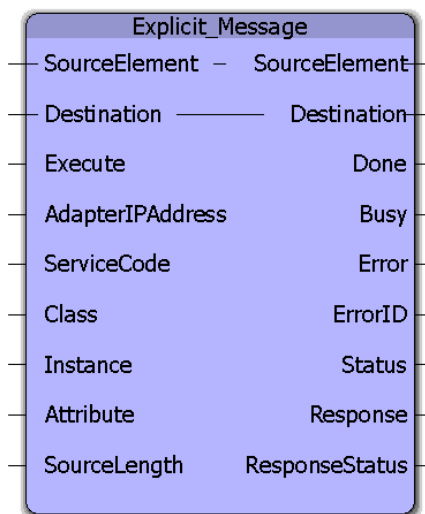 Explicit_Message
SourceElement SourceElement
Destination Destination
Execute Done
AdapterIPAddress Busy
ServiceCode Error
Class ErrorID
Instance Status
Attribute Response
SourceLength ResponseStatus